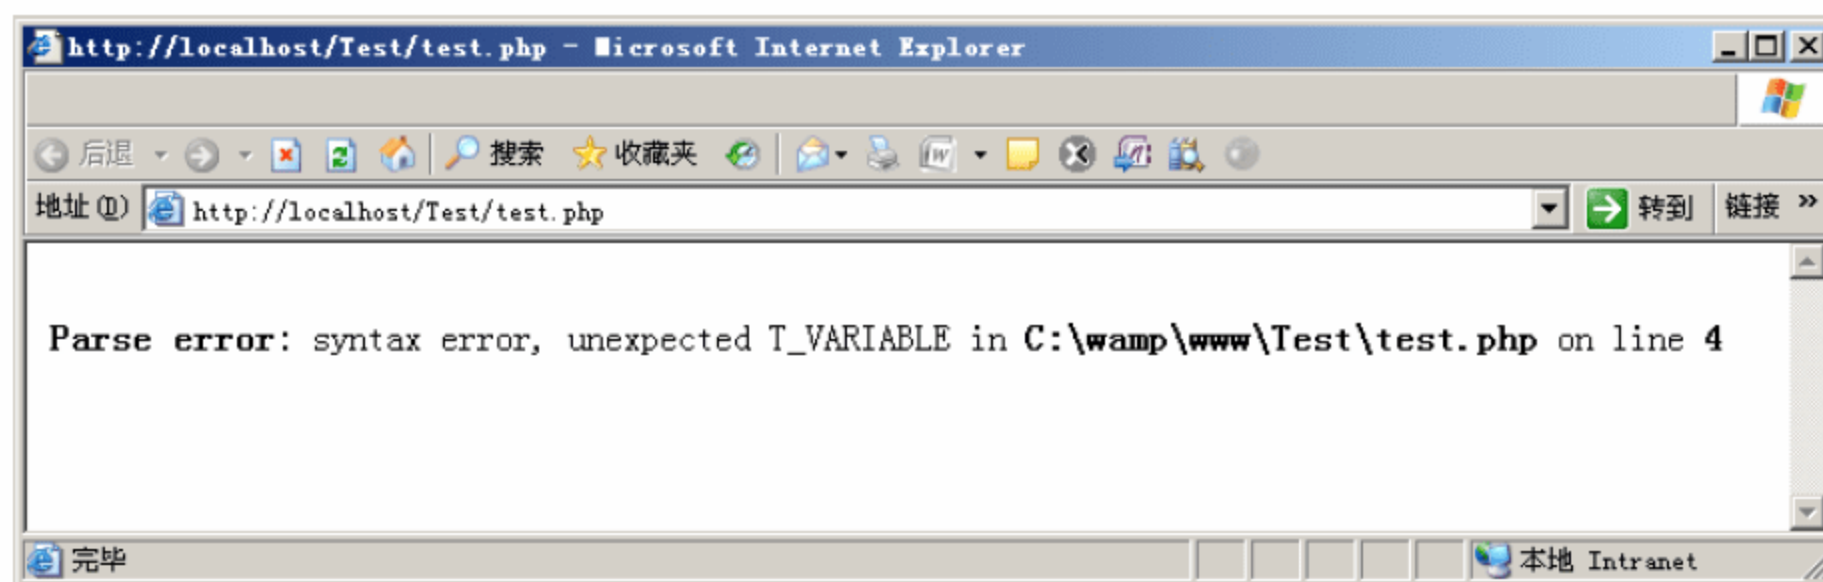 http://localhost/Test/test.php - Microsoft Internet Explorer
后退 搜索 收藏夹
地址(D) http://localhost/Test/test.php 转到 链接 »
Parse error: syntax error, unexpected T_VARIABLE in C:\wamp\www\Test\test.php on line 4
完毕 本地 Intranet